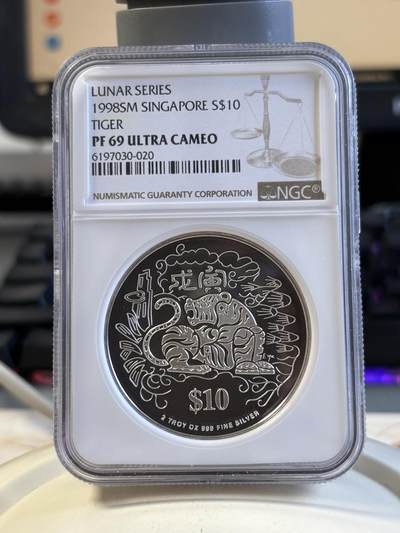 LUNAR SERIES
1998SM SINGAPORE S$10
TIGER
PF 69 ULTRA CAMEO
6197030-020
NUMISMATIC GUARANTY CORPORATION
NGC®
戊寅
$10
2 TROY OZ 999 FINE SILVER